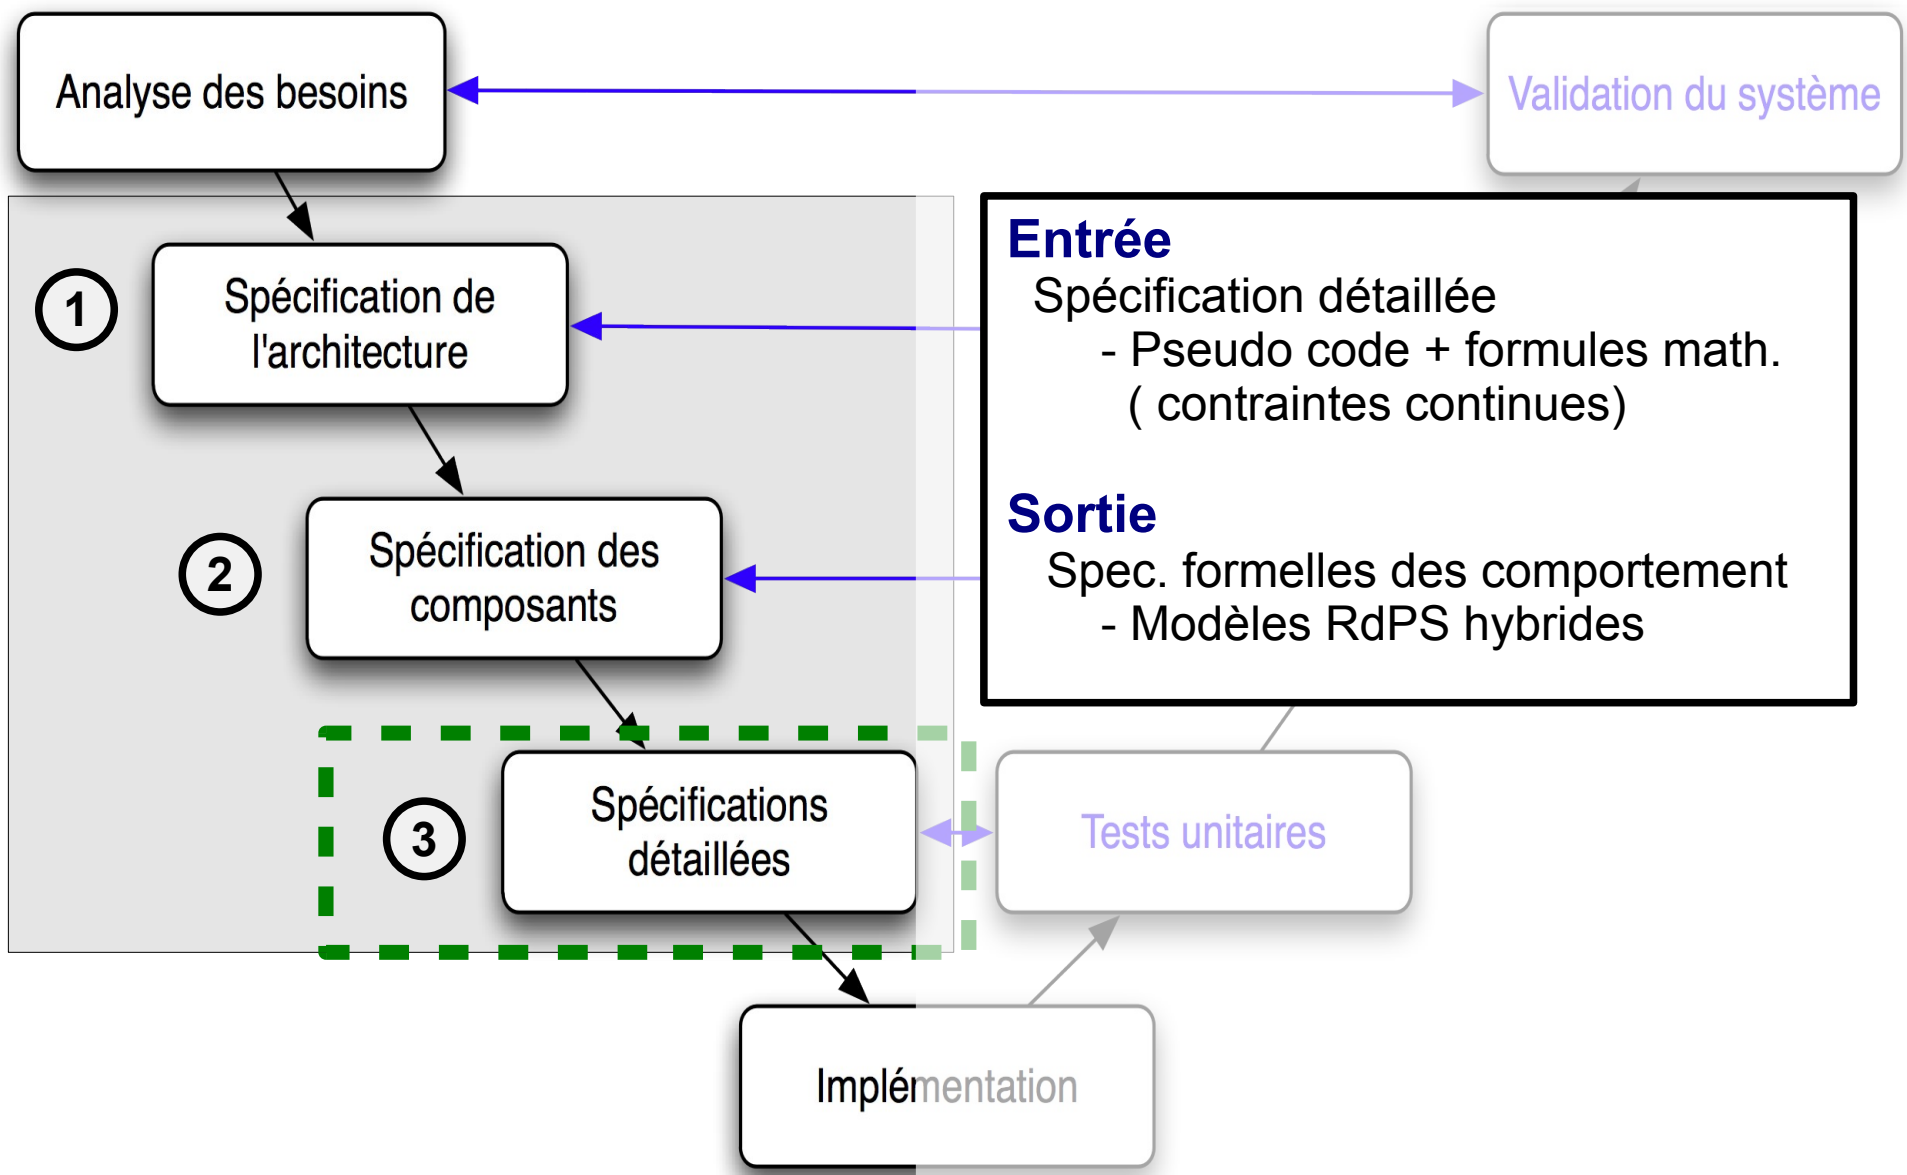 Analyse des besoins
Validation du système
1
Spécification de
l'architecture
Entrée
Spécification détaillée
- Pseudo code + formules math.
( contraintes continues)
Sortie
Spec. formelles des comportement
- Modèles RdPS hybrides
2
Spécification des
composants
3
Spécifications
détaillées
Tests unitaires
Implémentation